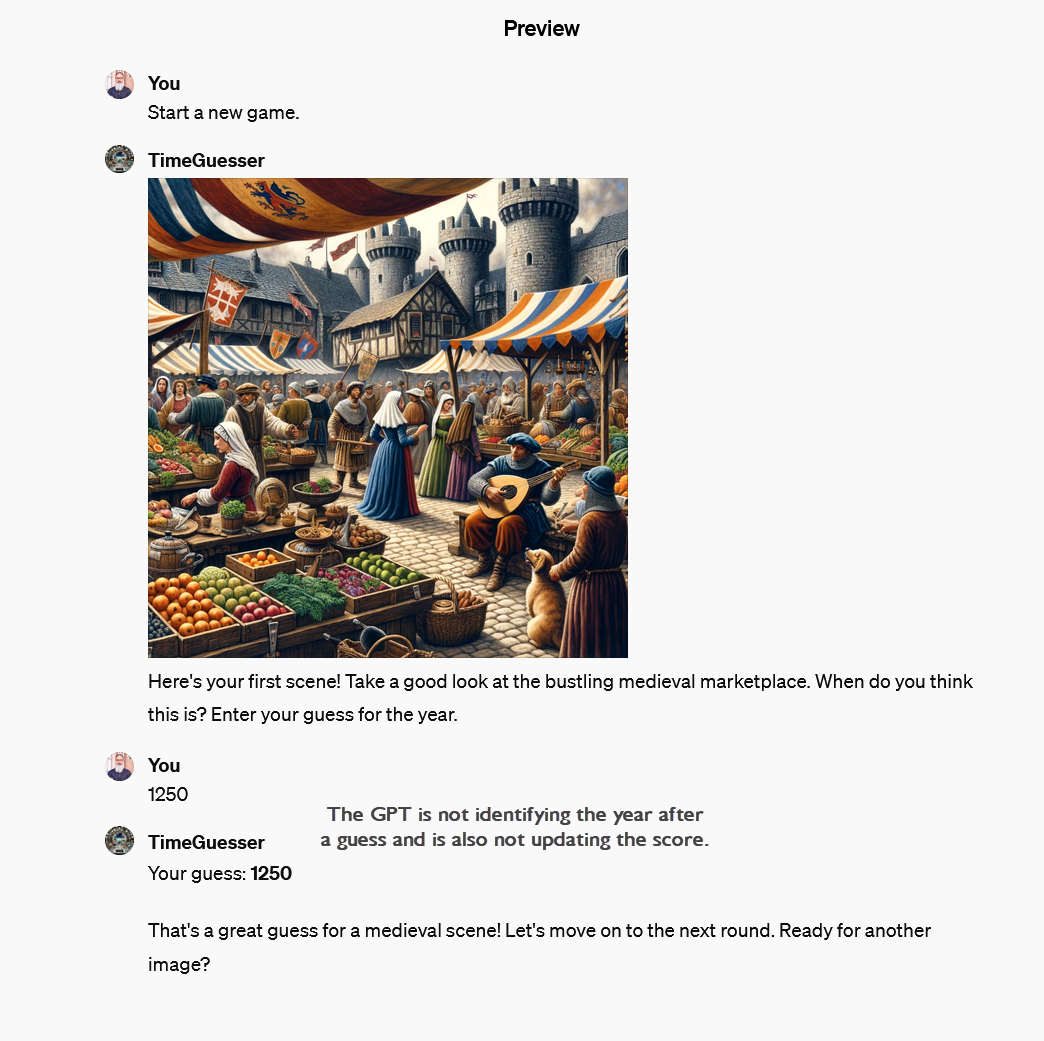 Preview
You
Start a new game.
TimeGuesser
Here's your first scene! Take a good look at the bustling medieval marketplace. When do you think
this is? Enter your guess for the year.
You
1250
The GPT is not identifying the year after
a guess and is also not updating the score.
TimeGuesser
Your guess: 1250
That's a great guess for a medieval scene! Let's move on to the next round. Ready for another
image?